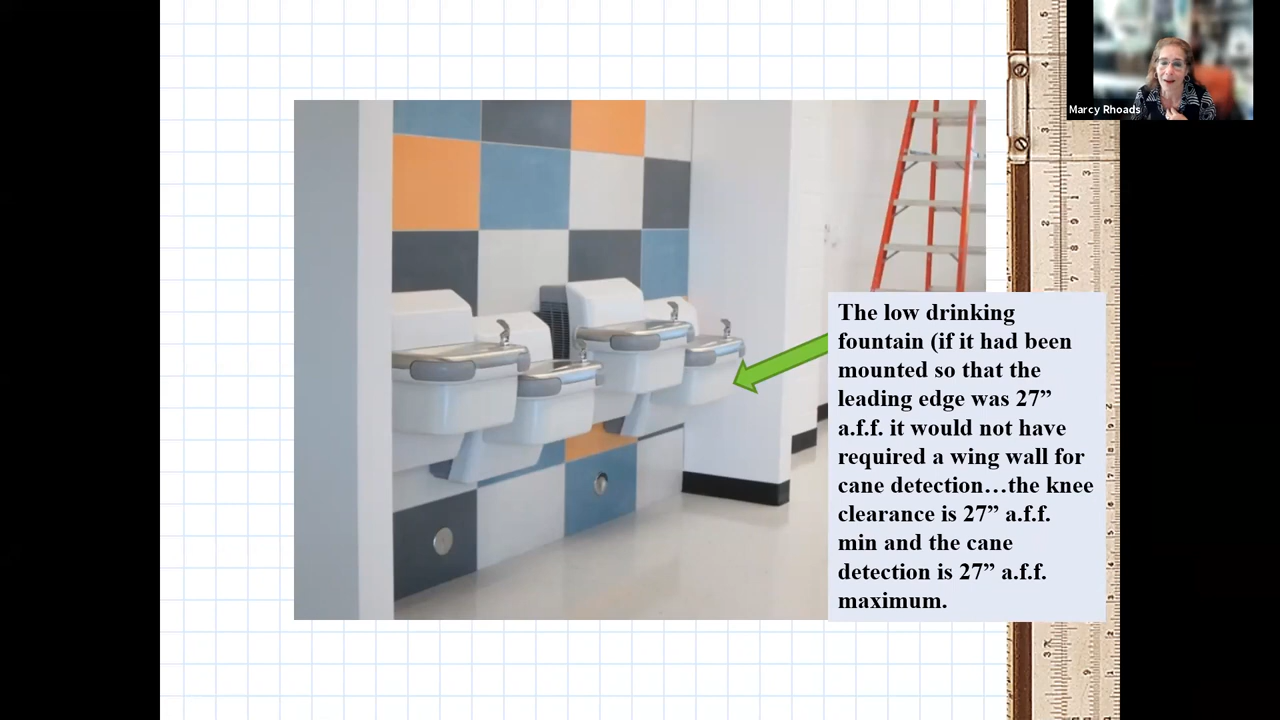 Marcy Rhoads
The low drinking
fountain (if it had been
mounted so that the
leading edge was 27”
a.f.f. it would not have
required a wing wall for
cane detection…the knee
clearance is 27” a.f.f.
min and the cane
detection is 27” a.f.f.
maximum.